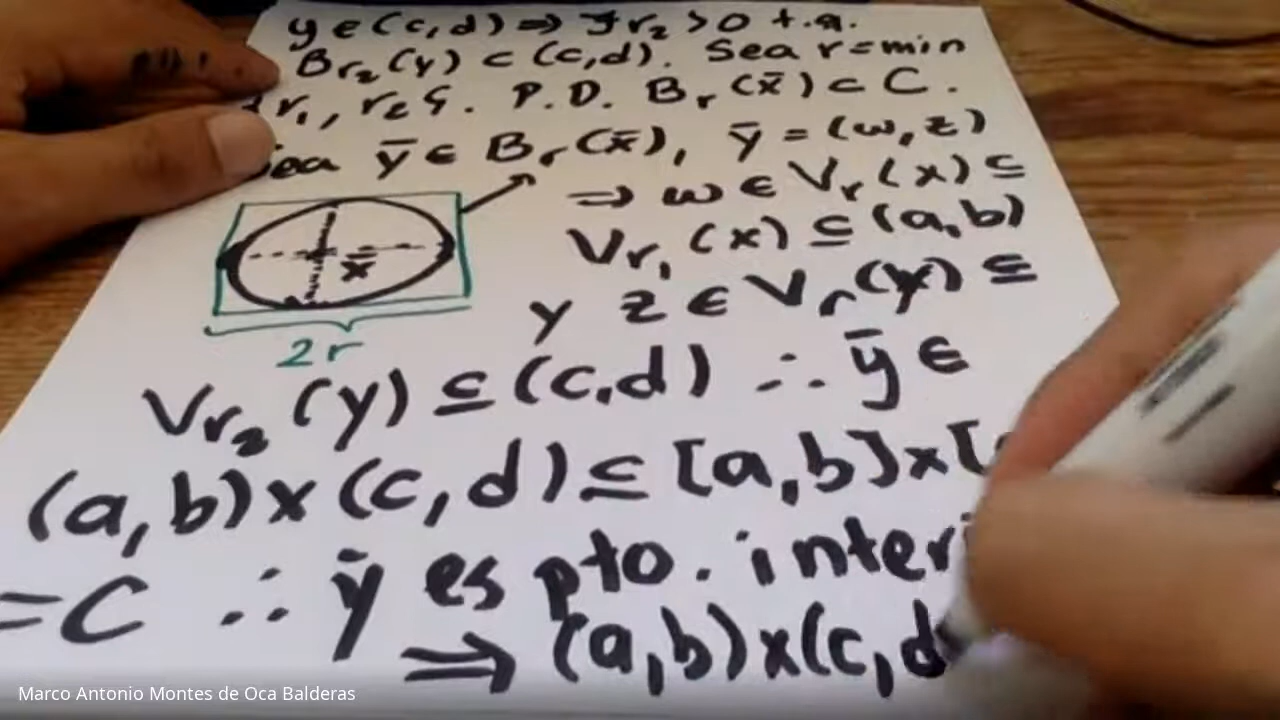 y ∈ (c,d) ⇒ ∃ r₂ > 0 t.q.
B_{r₂}(y) ⊂ (c,d). Sea r = min
r₁, r₂}. P.D. B_r(x̄) ⊂ C.
Sea ȳ ∈ B_r(x̄), ȳ = (w,z)
⇒ w ∈ V_r(x) ⊆
V_{r₁}(x) ⊆ (a,b)
y z ∈ V_r(y) ⊆
x̄
2r
V_{r₂}(y) ⊆ (c,d) ∴ ȳ ∈
(a,b) x (c,d) ⊆ [a,b] x [
= C ∴ ȳ es pto. interi
⇒ (a,b) x (c,d
Marco Antonio Montes de Oca Balderas